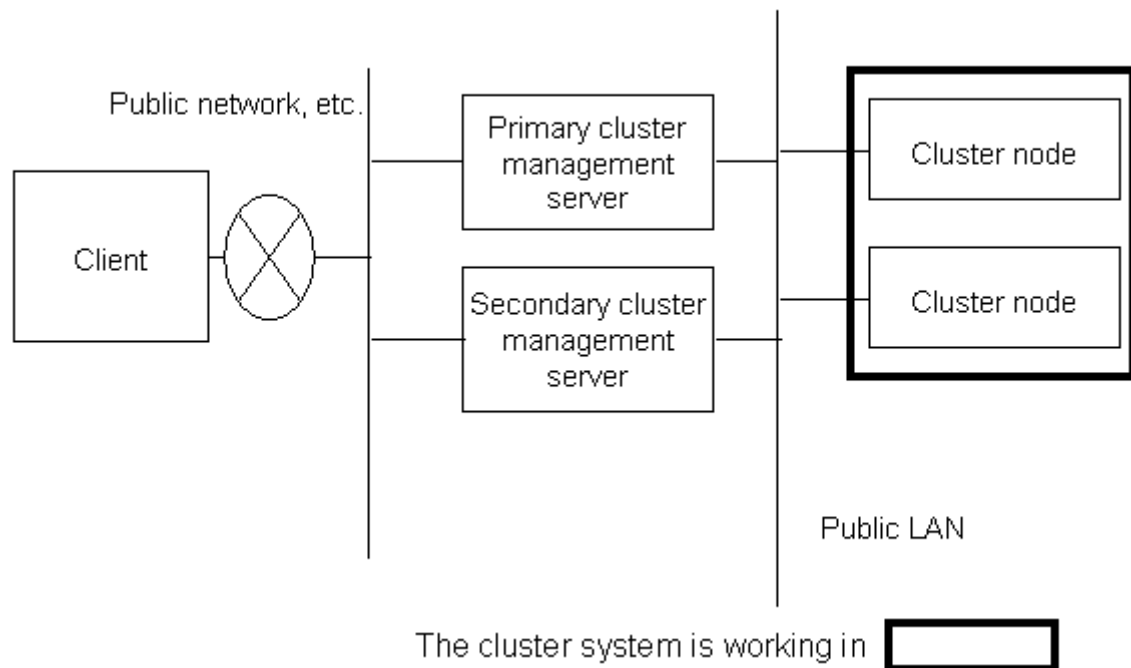 Public network, etc.
Client
Primary cluster
management
server
Secondary cluster
management
server
Cluster node
Cluster node
Public LAN
The cluster system is working in